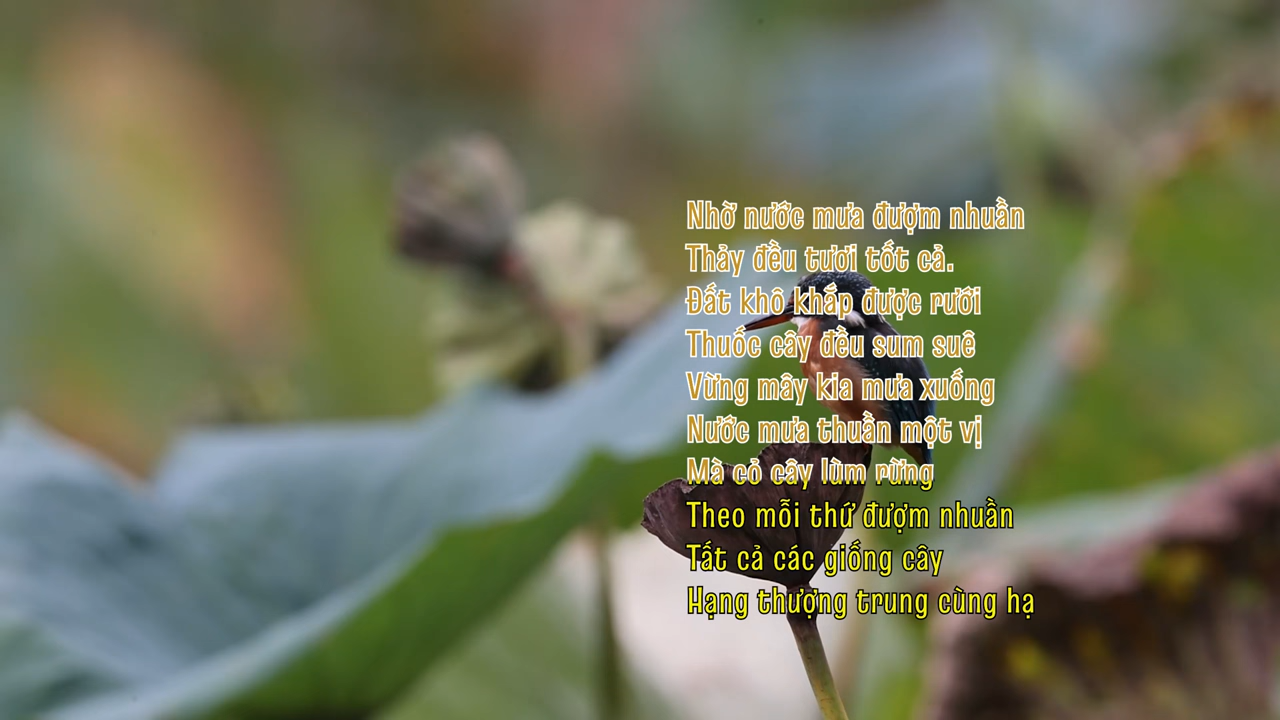 Nhờ nước mưa đượm nhuần
Thảy đều tươi tốt cả.
Đất khô khắp được rưới
Thuốc cây đều sum suê
Vừng mây kia mưa xuống
Nước mưa thuần một vị
Mà cỏ cây lùm rừng
Theo mỗi thứ đượm nhuần
Tất cả các giống cây
Hạng thượng trung cùng hạ